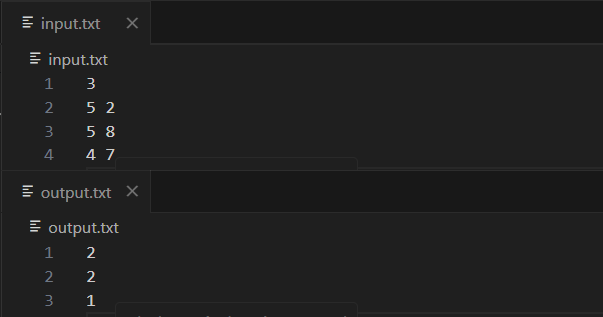 input.txt
input.txt
1 3
2 5 2
3 5 8
4 4 7
output.txt
output.txt
1 2
2 2
3 1